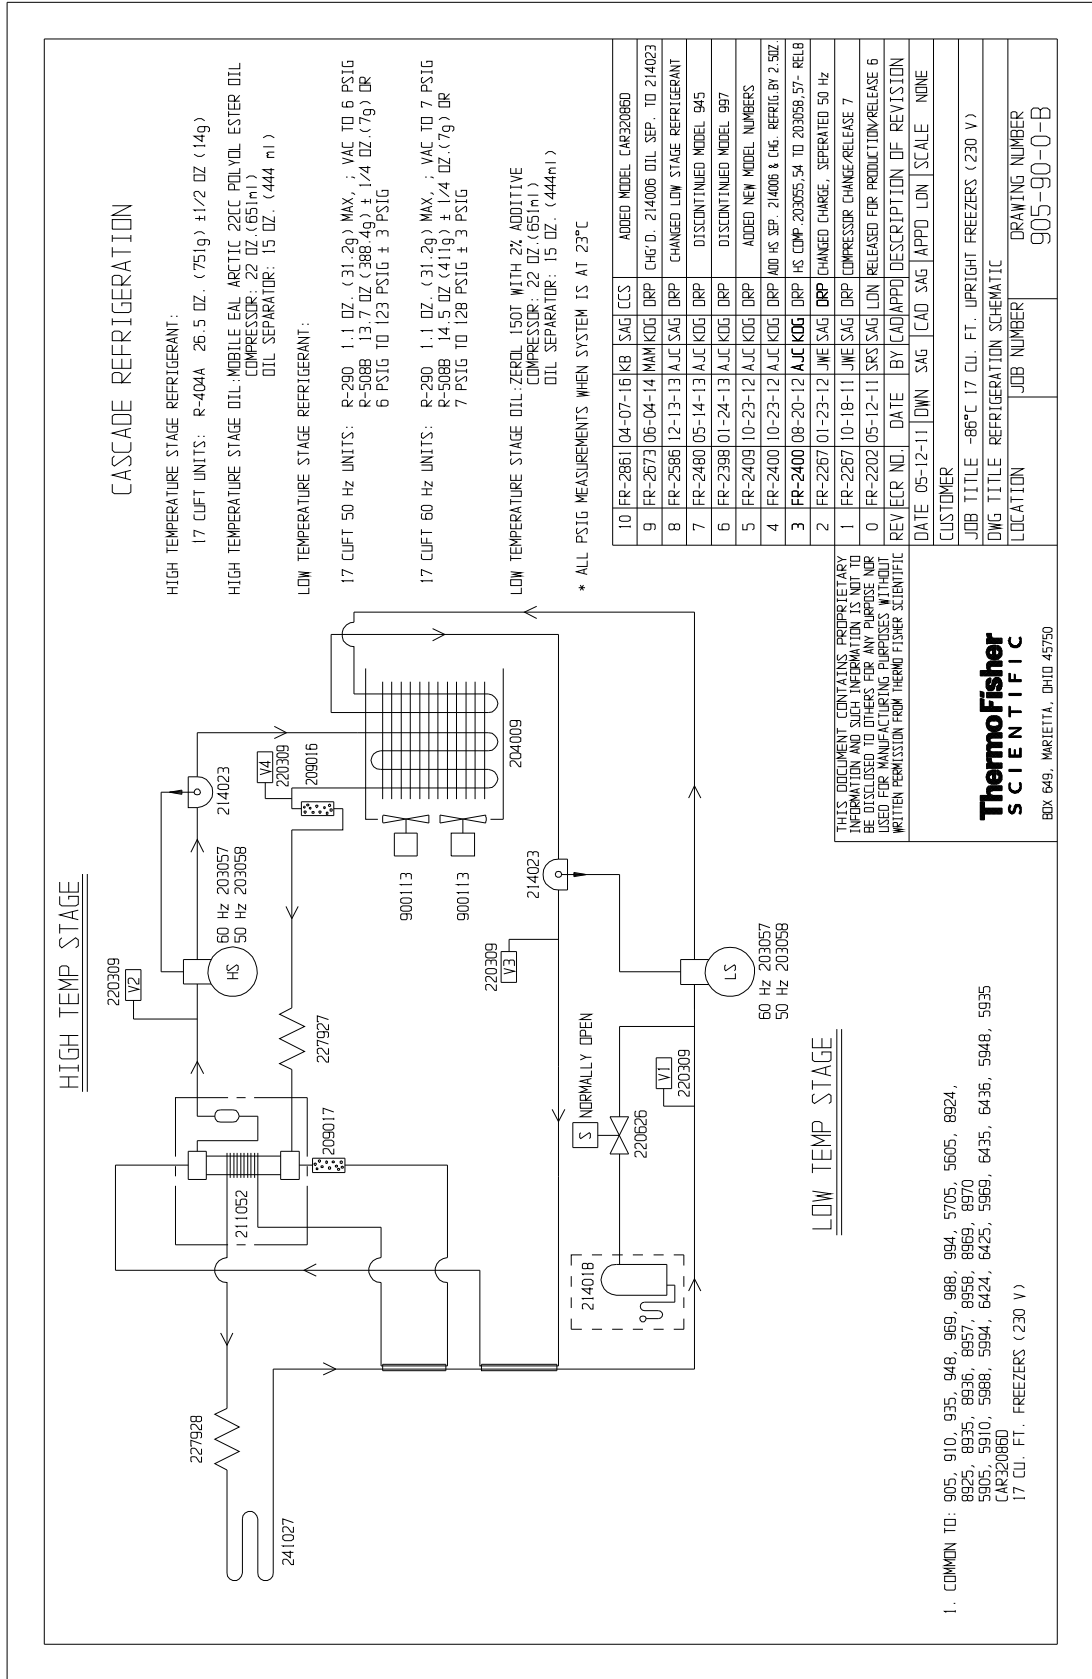 CASCADE REFRIGERATION
HIGH TEMPERATURE STAGE REFRIGERANT:
17 CUFT UNITS: R-404A 26.5 OZ. (751g) ±1/2 OZ (14g)
HIGH TEMPERATURE STAGE OIL:MOBILE EAL ARCTIC 22CC POLYOL ESTER OIL
COMPRESSOR: 22 OZ.(651ml)
OIL SEPARATOR: 15 OZ. (444 ml)
LOW TEMPERATURE STAGE REFRIGERANT:
17 CUFT 50 Hz UNITS: R-290 1.1 OZ. (31.2g) MAX, ; VAC TO 6 PSIG
R-508B 13.7 OZ (388.4g) ± 1/4 OZ.(7g) OR
6 PSIG TO 123 PSIG ± 3 PSIG
17 CUFT 60 Hz UNITS: R-290 1.1 OZ. (31.2g) MAX, ; VAC TO 7 PSIG
R-508B 14.5 OZ (411g) ± 1/4 OZ.(7g) OR
7 PSIG TO 128 PSIG ± 3 PSIG
LOW TEMPERATURE STAGE OIL:ZEROL 150T WITH 2% ADDITIVE
COMPRESSOR: 22 OZ.(651ml)
OIL SEPARATOR: 15 OZ. (444ml)
* ALL PSIG MEASUREMENTS WHEN SYSTEM IS AT 23°C
HIGH TEMP STAGE
220309
V2
HS
60 Hz 203057
50 Hz 203058
214023
V4
220309
209016
204009
900113
900113
227927
209017
211052
227928
241027
214023
220309
V3
S NORMALLY OPEN
220626
V1
220309
LS
60 Hz 203057
50 Hz 203058
214018
LOW TEMP STAGE
1. COMMON TO: 905, 910, 935, 948, 969, 988, 994, 5705, 5605, 8924,
8925, 8935, 8936, 8957, 8958, 8969, 8970
5905, 5910, 5988, 5994, 6424, 6425, 5969, 6435, 6436, 5948, 5935
CAR32086D
17 CU. FT. FREEZERS (230 V)
10 FR-2861 04-07-16 KB SAG CCS ADDED MODEL CAR32086D
9 FR-2673 06-04-14 MAM KOG DRP CHG'D. 214006 OIL SEP. TO 214023
8 FR-2586 12-13-13 AJC SAG DRP CHANGED LOW STAGE REFRIGERANT
7 FR-2480 05-14-13 AJC KOG DRP DISCONTINUED MODEL 945
6 FR-2398 01-24-13 AJC KOG DRP DISCONTINUED MODEL 997
5 FR-2409 10-23-12 AJC KOG DRP ADDED NEW MODEL NUMBERS
4 FR-2400 10-23-12 AJC KOG DRP ADD HS SEP. 214006 & CHG. REFRIG.BY 2.5OZ.
3 FR-2400 08-20-12 AJC KOG DRP HS COMP.203055,54 TO 203058,57- REL8
2 FR-2267 01-23-12 JWE SAG DRP CHANGED CHARGE, SEPERATED 50 Hz
1 FR-2267 10-18-11 JWE SAG DRP COMPRESSOR CHANGE/RELEASE 7
0 FR-2202 05-12-11 SRS SAG LON RELEASED FOR PRODUCTION/RELEASE 6
REV ECR NO. DATE BY CAD APPD DESCRIPTION OF REVISION
DATE 05-12-11 DWN SAG CAD SAG APPD LON SCALE NONE
CUSTOMER
JOB TITLE -86°C 17 CU. FT. UPRIGHT FREEZERS (230 V)
DWG TITLE REFRIGERATION SCHEMATIC
LOCATION JOB NUMBER DRAWING NUMBER
905-90-0-B
THIS DOCUMENT CONTAINS PROPRIETARY
INFORMATION AND SUCH INFORMATION IS NOT TO
BE DISCLOSED TO OTHERS FOR ANY PURPOSE NOR
USED FOR MANUFACTURING PURPOSES WITHOUT
WRITTEN PERMISSION FROM THERMO FISHER SCIENTIFIC
ThermoFisher
SCIENTIFIC
BOX 649, MARIETTA, OHIO 45750